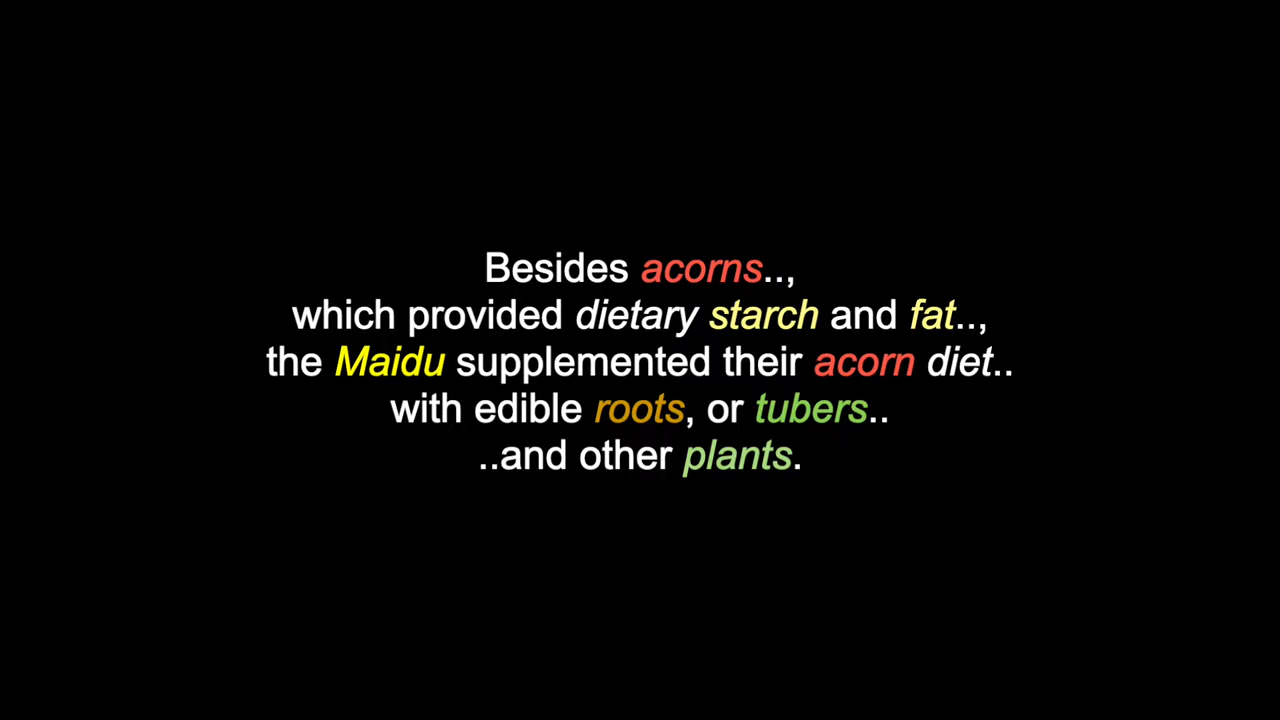 Besides acorns..,
which provided dietary starch and fat..,
the Maidu supplemented their acorn diet..
with edible roots, or tubers..
..and other plants.